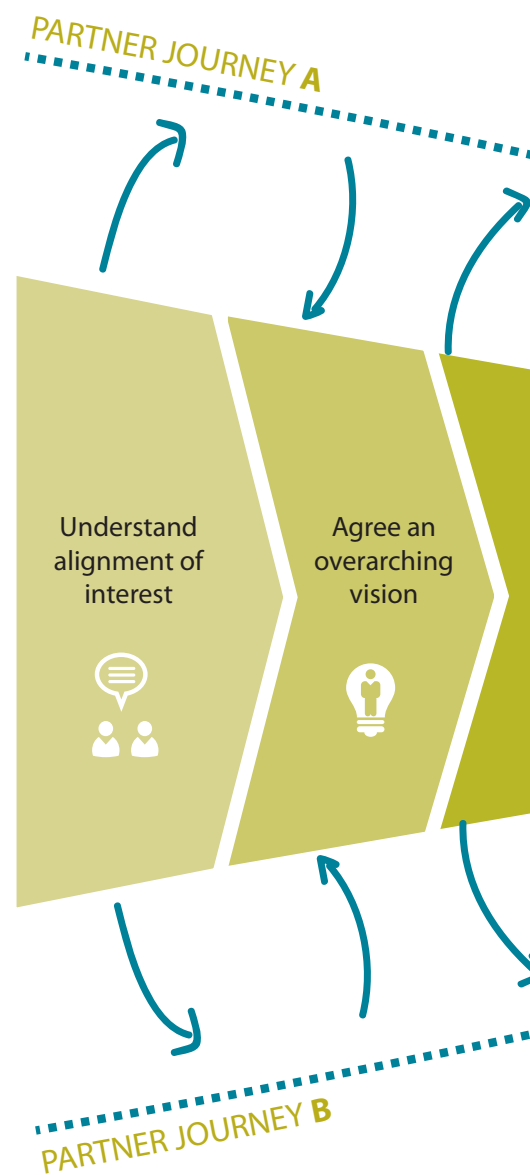 PARTNER JOURNEY A
Understand
alignment of
interest
Agree an
overarching
vision
PARTNER JOURNEY B